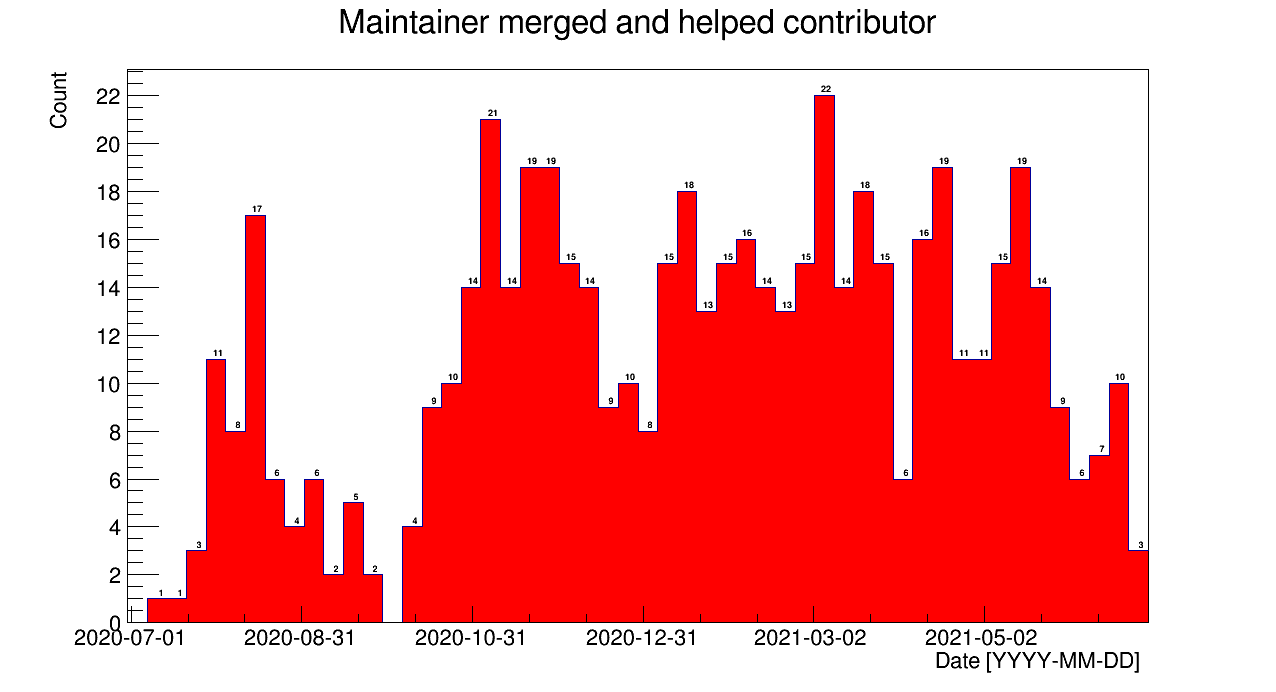 Maintainer merged and helped contributor
Count
22
20
18
16
14
12
10
8
6
4
2
0
1 1 3 11 8 17 6 4 6 2 5 2 4 9 10 14 21 14 19 19 15 14 9 10 8 15 18 13 15 16 14 13 15 22 14 18 15 6 16 19 11 11 15 19 14 9 6 7 10 3
2020-07-01 2020-08-31 2020-10-31 2020-12-31 2021-03-02 2021-05-02
Date [YYYY-MM-DD]